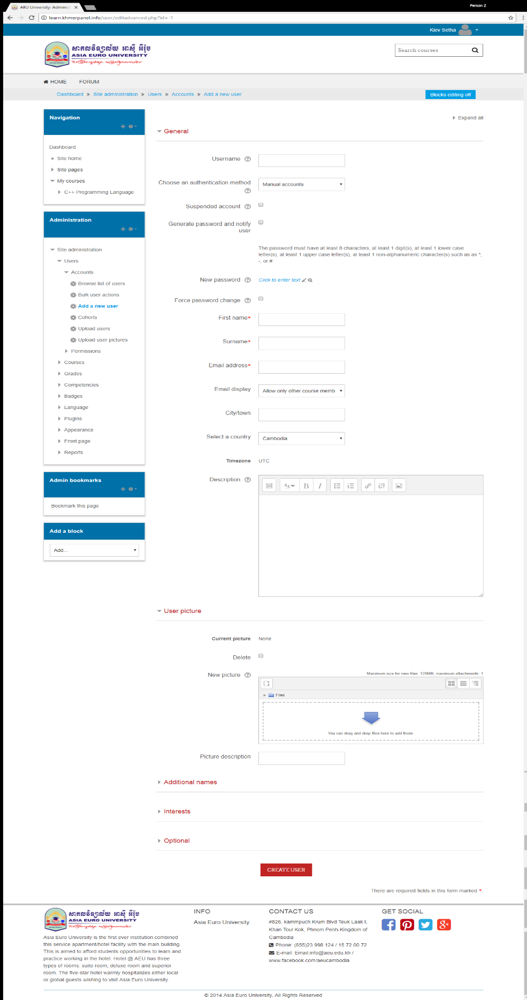 AEU University: Administ
Person 2
learn.khmerpanel.info/user/editadvanced.php?id=-1
Kiev Setha
សាកលវិទ្យាល័យ អាស៊ី អឺរ៉ុប
ASIA EURO UNIVERSITY
Search courses
HOME FORUM
Dashboard » Site administration » Users » Accounts » Add a new user
Blocks editing off
Navigation
Dashboard
Site home
Site pages
My courses
C++ Programming Language
Administration
Site administration
Users
Accounts
Browse list of users
Bulk user actions
Add a new user
Cohorts
Upload users
Upload user pictures
Permissions
Courses
Grades
Competencies
Badges
Language
Plugins
Appearance
Front page
Reports
Admin bookmarks
Bookmark this page
Add a block
Add...
Expand all
General
Username
Choose an authentication method
Manual accounts
Suspended account
Generate password and notify
user
The password must have at least 8 characters, at least 1 digit(s), at least 1 lower case
letter(s), at least 1 upper case letter(s), at least 1 non-alphanumeric character(s) such as as *,
-, or #
New password Click to enter text
Force password change
First name*
Surname*
Email address*
Email display Allow only other course memb
City/town
Select a country Cambodia
Timezone UTC
Description
B I
User picture
Current picture None
Delete
Maximum size for new files: 128MB, maximum attachments: 1
New picture
Files
You can drag and drop files here to add them.
Picture description
Additional names
Interests
Optional
CREATE USER
There are required fields in this form marked *.
សាកលវិទ្យាល័យ អាស៊ី អឺរ៉ុប
ASIA EURO UNIVERSITY
Asia Euro University is the first ever institution combined
this service apartment/hotel facility with the main building.
This is aimed to afford students opportunities to learn and
practice working in the hotel. Hotel @ AEU has three
types of rooms: suite room, deluxe room and superior
room. The five-star hotel warmly hospitalizes either local
or global guests wishing to visit Asia Euro University.
INFO
Asia Euro University
CONTACT US
#826, kammpuch Krum Blvd Teuk Laak I,
Khan Toul Kok, Phnom Penh-Kingdom of
Cambodia
Phone: (855)23 998 124 / 15 72 00 72
E-mail: Email:info@aeu.edu.kh /
www.facebook.com/aeucambodia
GET SOCIAL
© 2014 Asia Euro University, All Rights Reserved